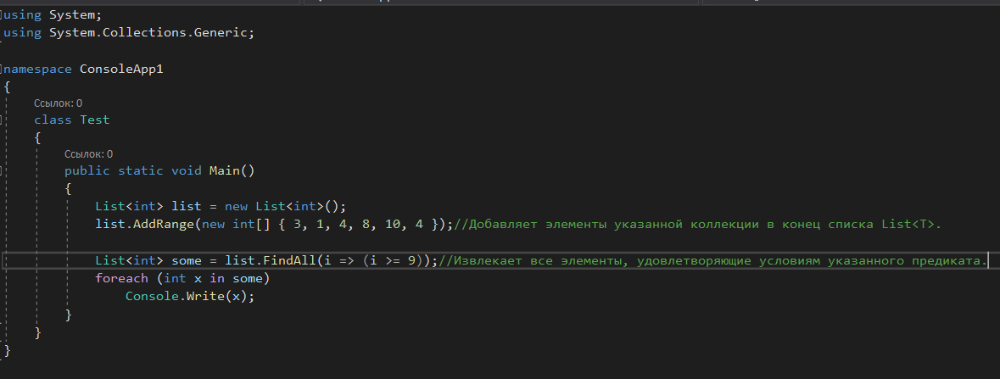 using System;
using System.Collections.Generic;
namespace ConsoleApp1
{
Ссылок: 0
class Test
{
Ссылок: 0
public static void Main()
{
List<int> list = new List<int>();
list.AddRange(new int[] { 3, 1, 4, 8, 10, 4 });//Добавляет элементы указанной коллекции в конец списка List<T>.
List<int> some = list.FindAll(i => (i >= 9));//Извлекает все элементы, удовлетворяющие условиям указанного предиката.
foreach (int x in some)
Console.Write(x);
}
}
}